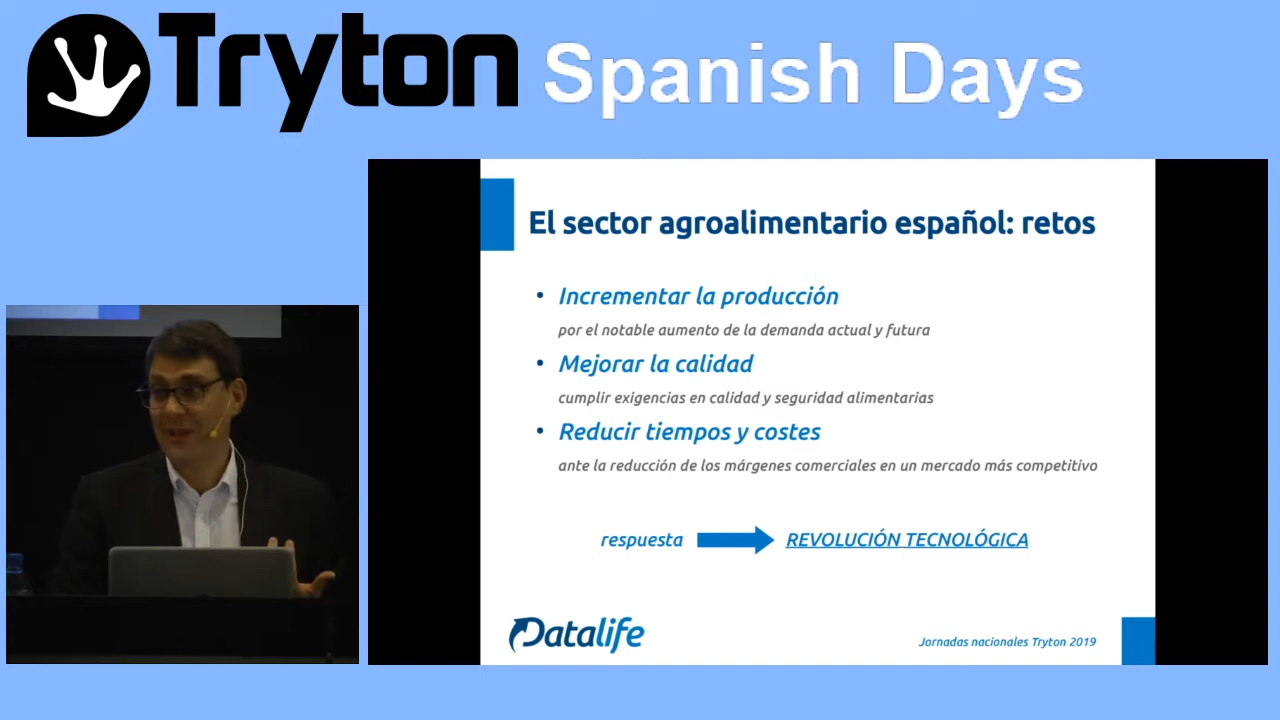 Tryton Spanish Days
El sector agroalimentario español: retos
• Incrementar la producción
por el notable aumento de la demanda actual y futura
• Mejorar la calidad
cumplir exigencias en calidad y seguridad alimentarias
• Reducir tiempos y costes
ante la reducción de los márgenes comerciales en un mercado más competitivo
respuesta REVOLUCIÓN TECNOLÓGICA
Datalife
Jornadas nacionales Tryton 2019